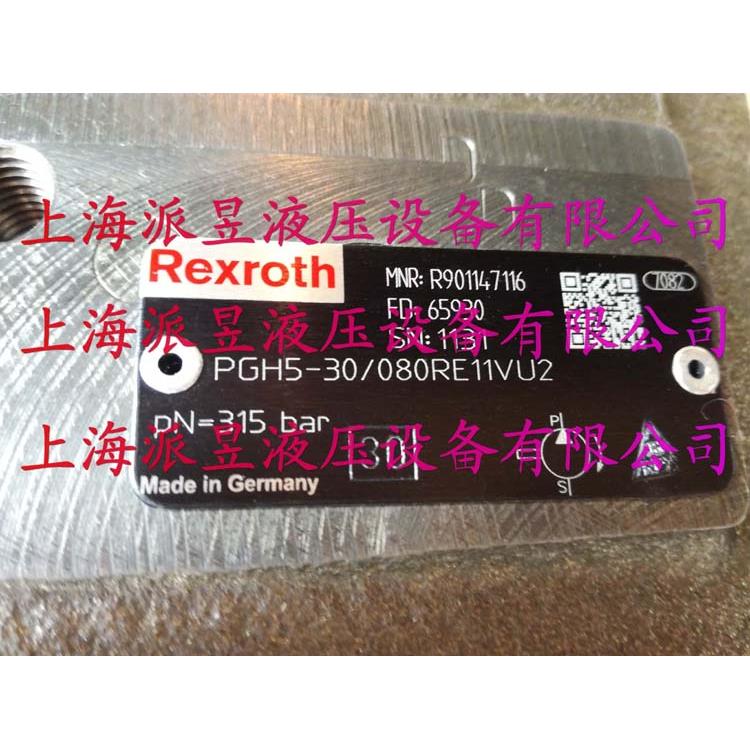 上海派昱液压设备有限公司
Rexroth
MNR: R901147116
7082
FD: 65930
上海派昱液压设备有限公司
SN:
PGH5-30/080RE11VU2
pN=315 bar
P
上海派昱液压设备有限公司
30
S
Made in Germany